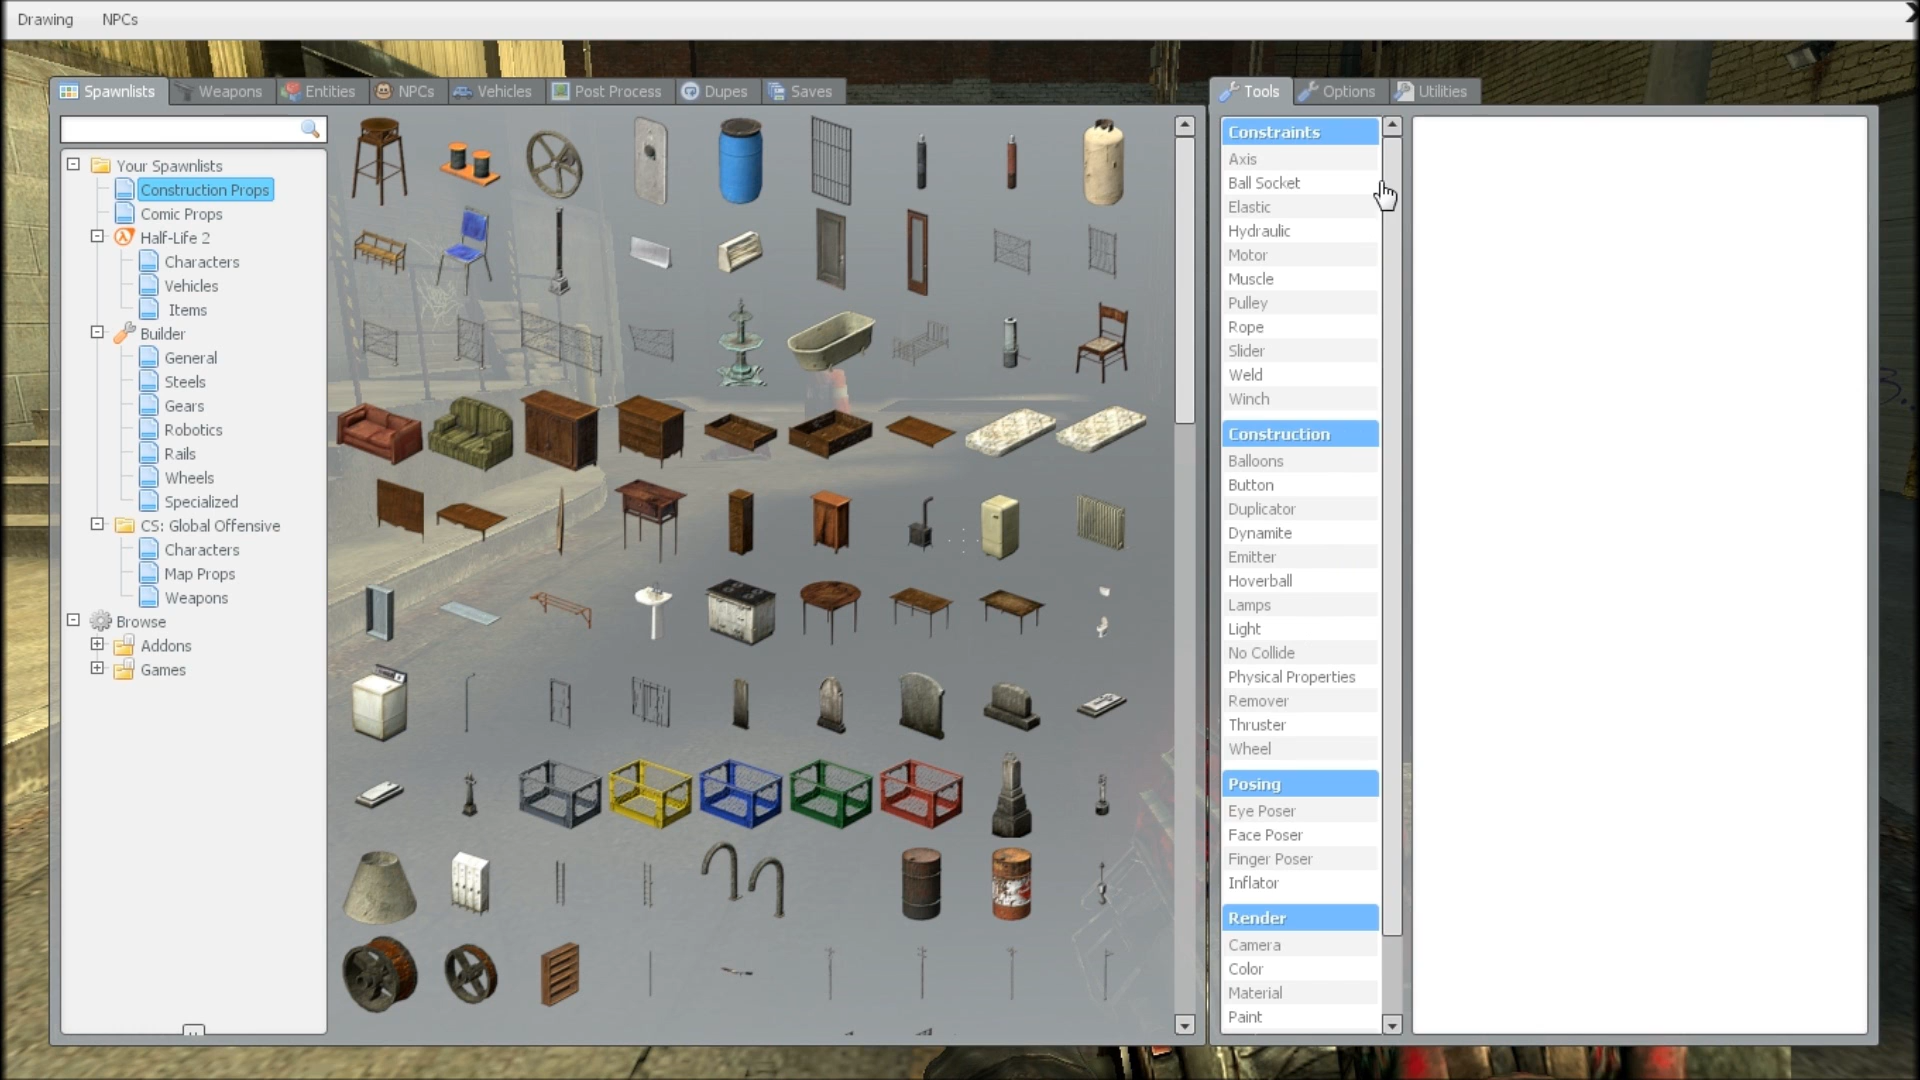 Drawing NPCs
Spawnlists Weapons Entities NPCs Vehicles Post Process Dupes Saves
Your Spawnlists
Construction Props
Comic Props
Half-Life 2
Characters
Vehicles
Items
Builder
General
Steels
Gears
Robotics
Rails
Wheels
Specialized
CS: Global Offensive
Characters
Map Props
Weapons
Browse
Addons
Games
Tools Options Utilities
Constraints
Axis
Ball Socket
Elastic
Hydraulic
Motor
Muscle
Pulley
Rope
Slider
Weld
Winch
Construction
Balloons
Button
Duplicator
Dynamite
Emitter
Hoverball
Lamps
Light
No Collide
Physical Properties
Remover
Thruster
Wheel
Posing
Eye Poser
Face Poser
Finger Poser
Inflator
Render
Camera
Color
Material
Paint